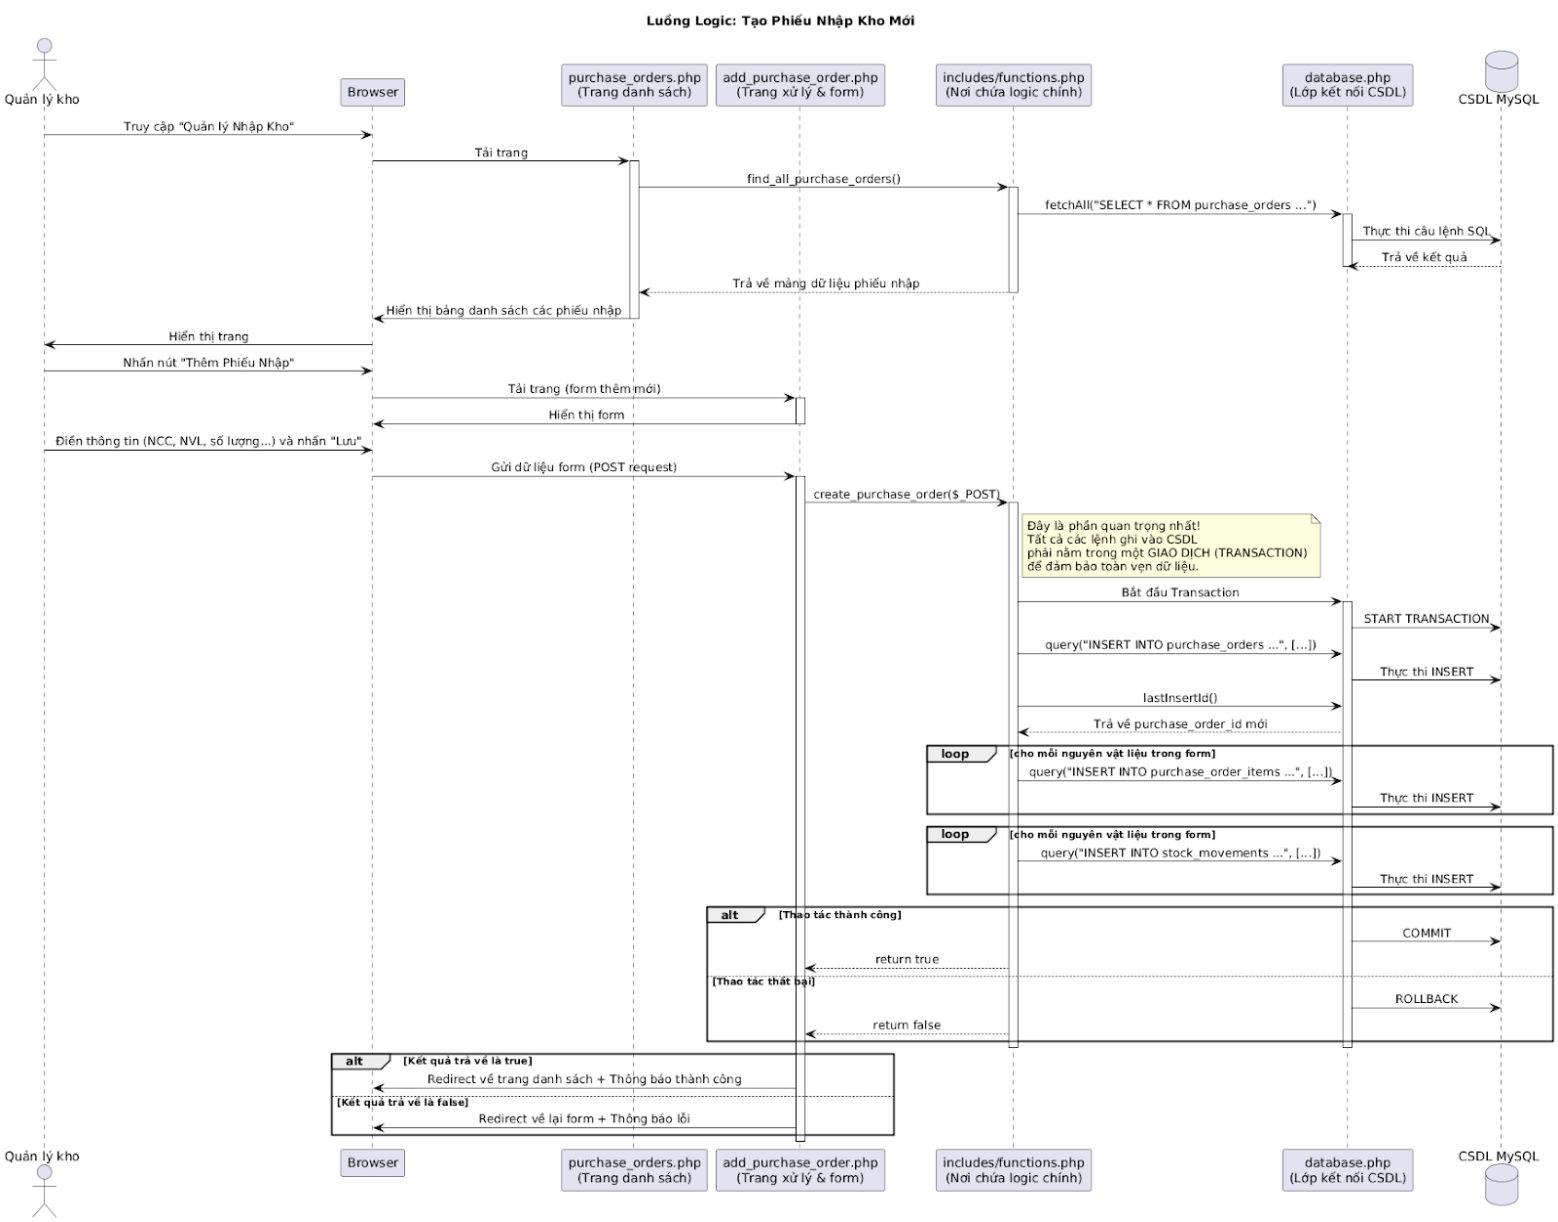 Luồng Logic: Tạo Phiếu Nhập Kho Mới
Quản lý kho
Browser
purchase_orders.php
(Trang danh sách)
add_purchase_order.php
(Trang xử lý & form)
includes/functions.php
(Nơi chứa logic chính)
database.php
(Lớp kết nối CSDL)
CSDL MySQL
Truy cập "Quản lý Nhập Kho"
Tải trang
find_all_purchase_orders()
fetchAll("SELECT * FROM purchase_orders ...")
Thực thi câu lệnh SQL
Trả về kết quả
Trả về mảng dữ liệu phiếu nhập
Hiển thị bảng danh sách các phiếu nhập
Hiển thị trang
Nhấn nút "Thêm Phiếu Nhập"
Tải trang (form thêm mới)
Hiển thị form
Điền thông tin (NCC, NVL, số lượng...) và nhấn "Lưu"
Gửi dữ liệu form (POST request)
create_purchase_order($_POST)
Đây là phần quan trọng nhất!
Tất cả các lệnh ghi vào CSDL
phải nằm trong một GIAO DỊCH (TRANSACTION)
để đảm bảo toàn vẹn dữ liệu.
Bắt đầu Transaction
START TRANSACTION
query("INSERT INTO purchase_orders ...", [...])
Thực thi INSERT
lastInsertId()
Trả về purchase_order_id mới
loop
[cho mỗi nguyên vật liệu trong form]
query("INSERT INTO purchase_order_items ...", [...])
Thực thi INSERT
loop
[cho mỗi nguyên vật liệu trong form]
query("INSERT INTO stock_movements ...", [...])
Thực thi INSERT
alt
[Thao tác thành công]
COMMIT
return true
[Thao tác thất bại]
ROLLBACK
return false
alt
[Kết quả trả về là true]
Redirect về trang danh sách + Thông báo thành công
[Kết quả trả về là false]
Redirect về lại form + Thông báo lỗi
Quản lý kho
Browser
purchase_orders.php
(Trang danh sách)
add_purchase_order.php
(Trang xử lý & form)
includes/functions.php
(Nơi chứa logic chính)
database.php
(Lớp kết nối CSDL)
CSDL MySQL